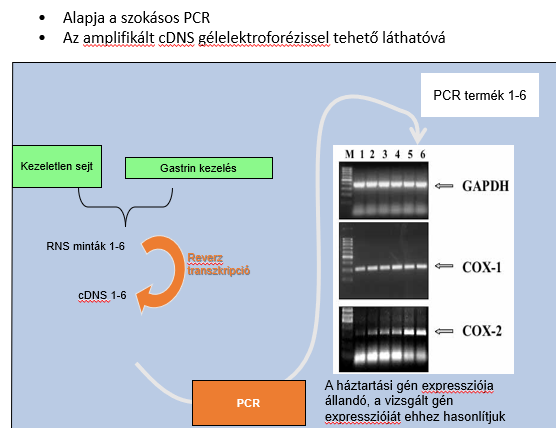 • Alapja a szokásos PCR
• Az amplifikált cDNS gélelektroforézissel tehető láthatóvá
PCR termék 1-6
Kezeletlen sejt
Gastrin kezelés
RNS minták 1-6
Reverz
transzkripció
cDNS 1-6
PCR
M 1 2 3 4 5 6
GAPDH
COX-1
COX-2
A háztartási gén expressziója
állandó, a vizsgált gén
expresszióját ehhez hasonlítjuk